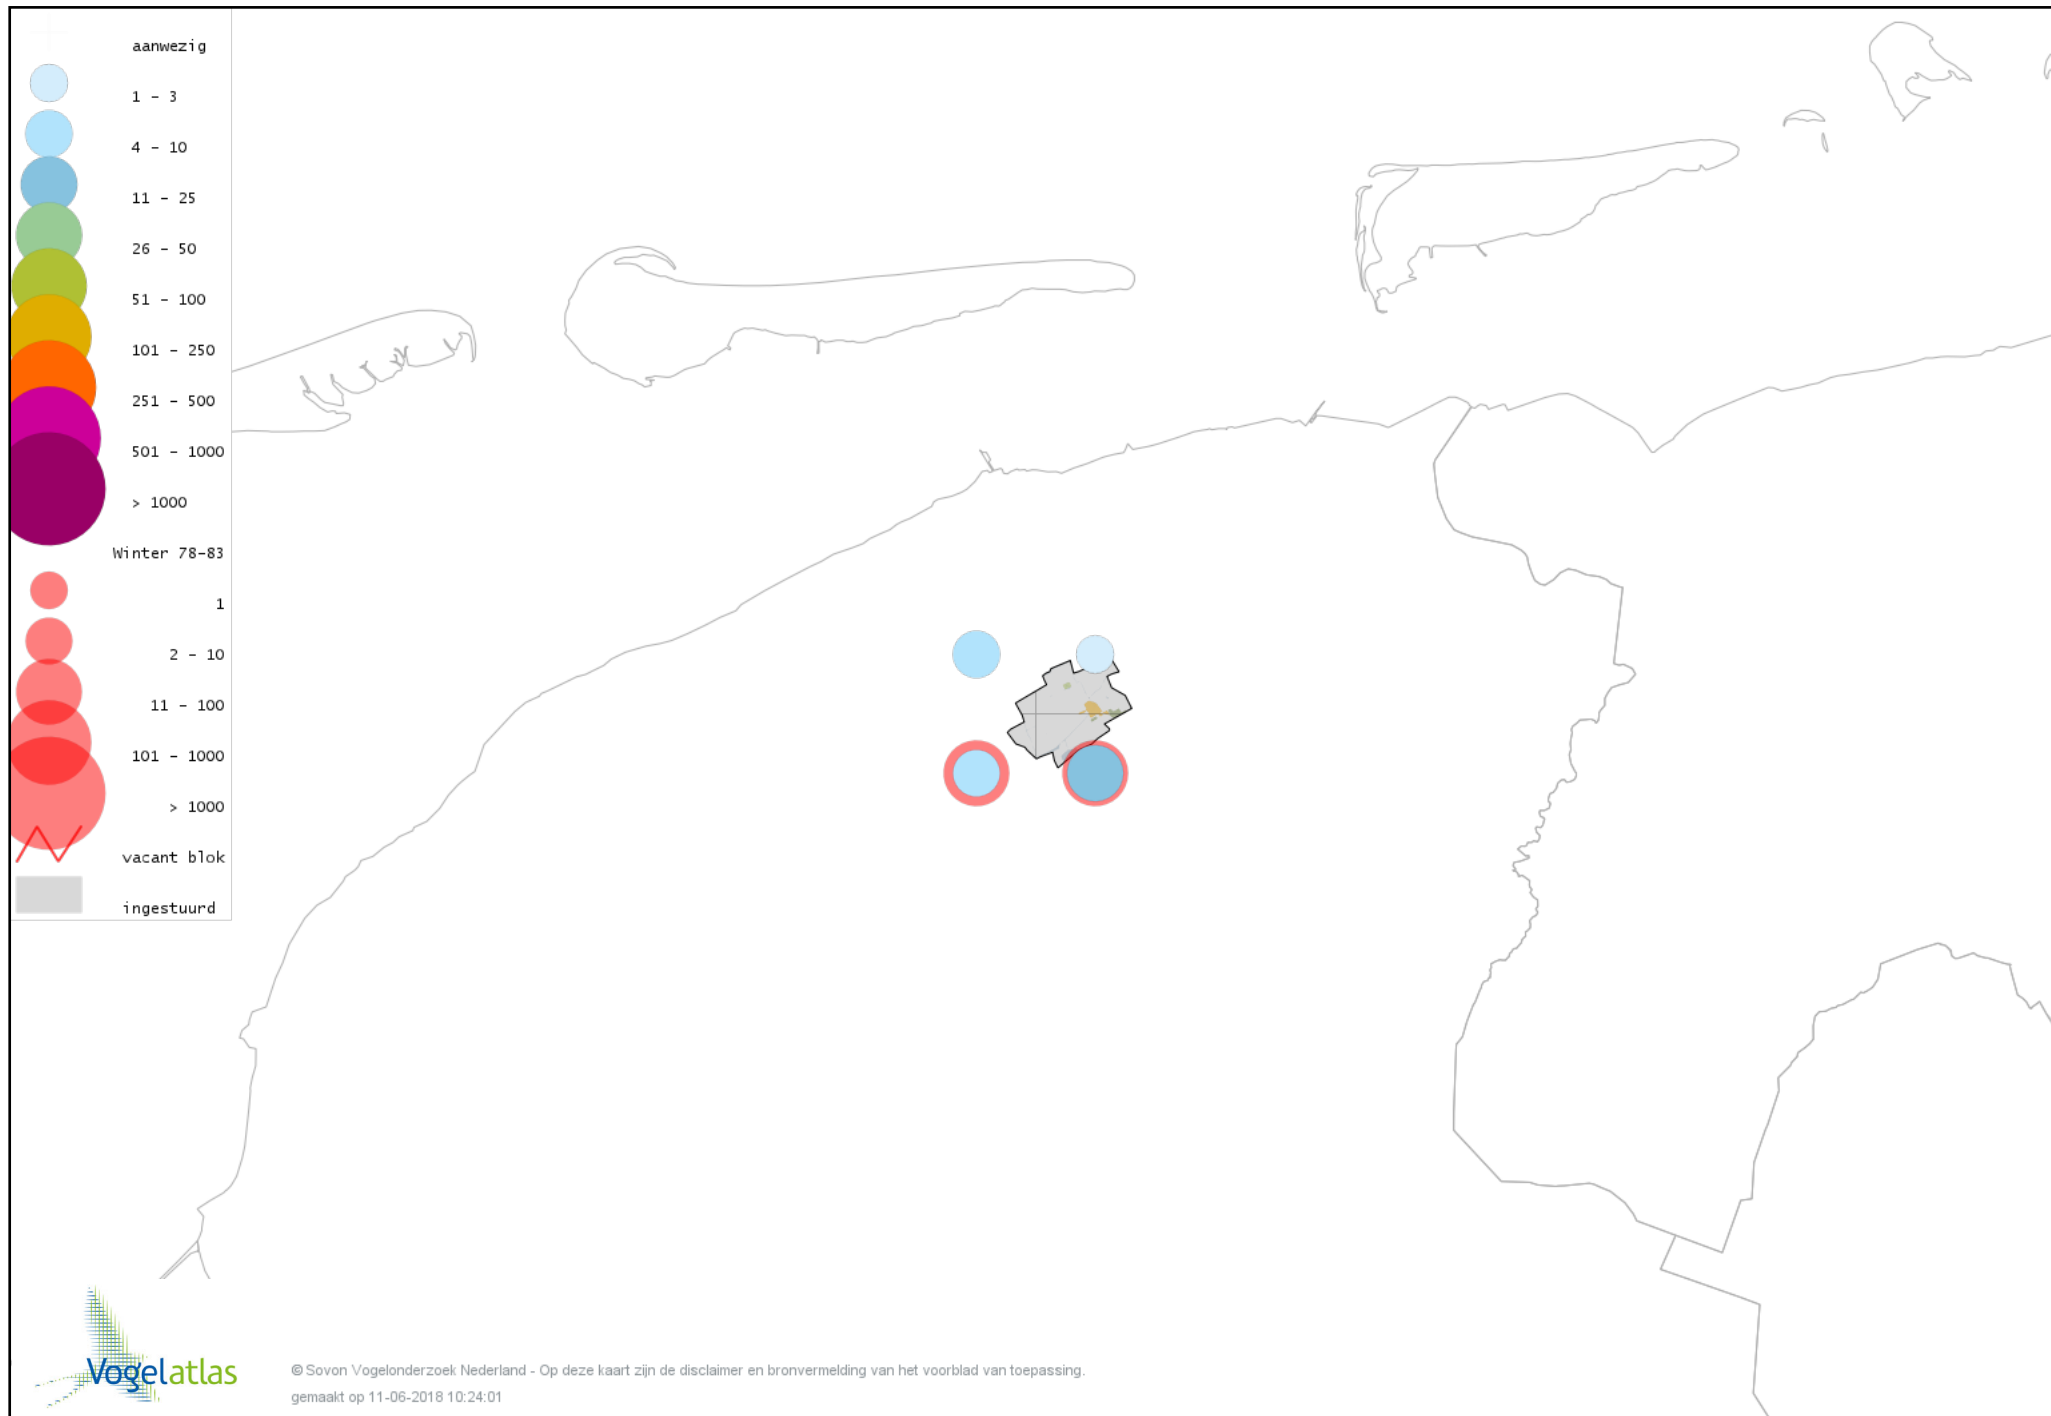 aanwezig
1 - 3
4 - 10
11 - 25
26 - 50
51 - 100
101 - 250
251 - 500
501 - 1000
> 1000
Winter 78-83
1
2 - 10
11 - 100
101 - 1000
> 1000
vacant blok
ingestuurd
Vogelatlas
© Sovon Vogelonderzoek Nederland - Op deze kaart zijn de disclaimer en bronvermelding van het voorblad van toepassing.
gemaakt op 11-06-2018 10:24:01